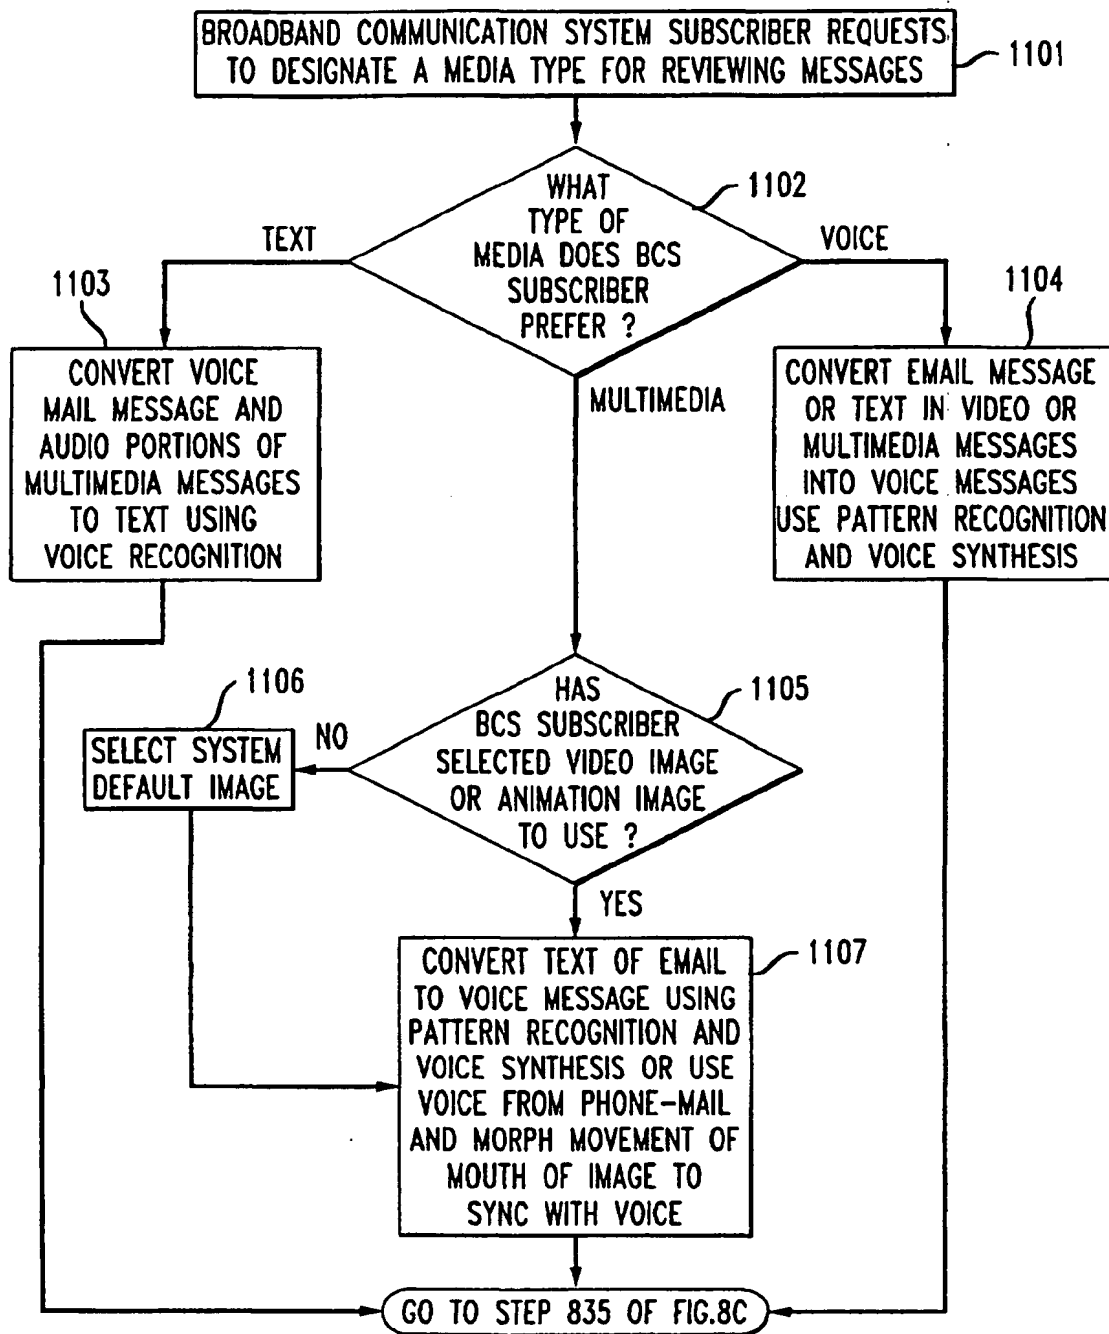 BROADBAND COMMUNICATION SYSTEM SUBSCRIBER REQUESTS
TO DESIGNATE A MEDIA TYPE FOR REVIEWING MESSAGES
1101
WHAT
TYPE OF
MEDIA DOES BCS
SUBSCRIBER
PREFER ?
1102
TEXT
VOICE
MULTIMEDIA
1103
CONVERT VOICE
MAIL MESSAGE AND
AUDIO PORTIONS OF
MULTIMEDIA MESSAGES
TO TEXT USING
VOICE RECOGNITION
1104
CONVERT EMAIL MESSAGE
OR TEXT IN VIDEO OR
MULTIMEDIA MESSAGES
INTO VOICE MESSAGES
USE PATTERN RECOGNITION
AND VOICE SYNTHESIS
HAS
BCS SUBSCRIBER
SELECTED VIDEO IMAGE
OR ANIMATION IMAGE
TO USE ?
1105
NO
1106
SELECT SYSTEM
DEFAULT IMAGE
YES
CONVERT TEXT OF EMAIL
TO VOICE MESSAGE USING
PATTERN RECOGNITION AND
VOICE SYNTHESIS OR USE
VOICE FROM PHONE-MAIL
AND MORPH MOVEMENT OF
MOUTH OF IMAGE TO
SYNC WITH VOICE
1107
GO TO STEP 835 OF FIG.8C